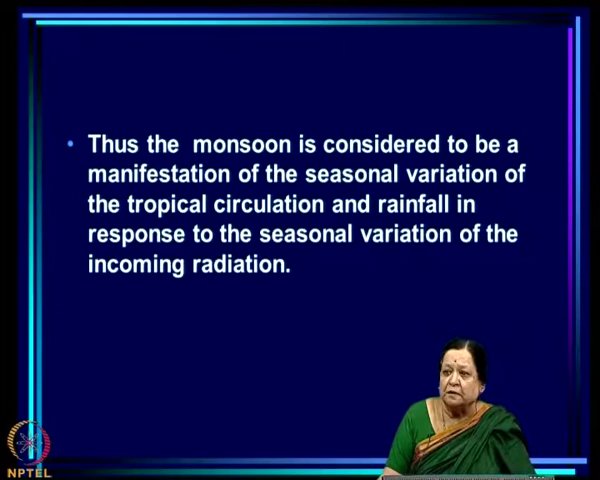 Thus the monsoon is considered to be a
manifestation of the seasonal variation of
the tropical circulation and rainfall in
response to the seasonal variation of the
incoming radiation.
NPTEL